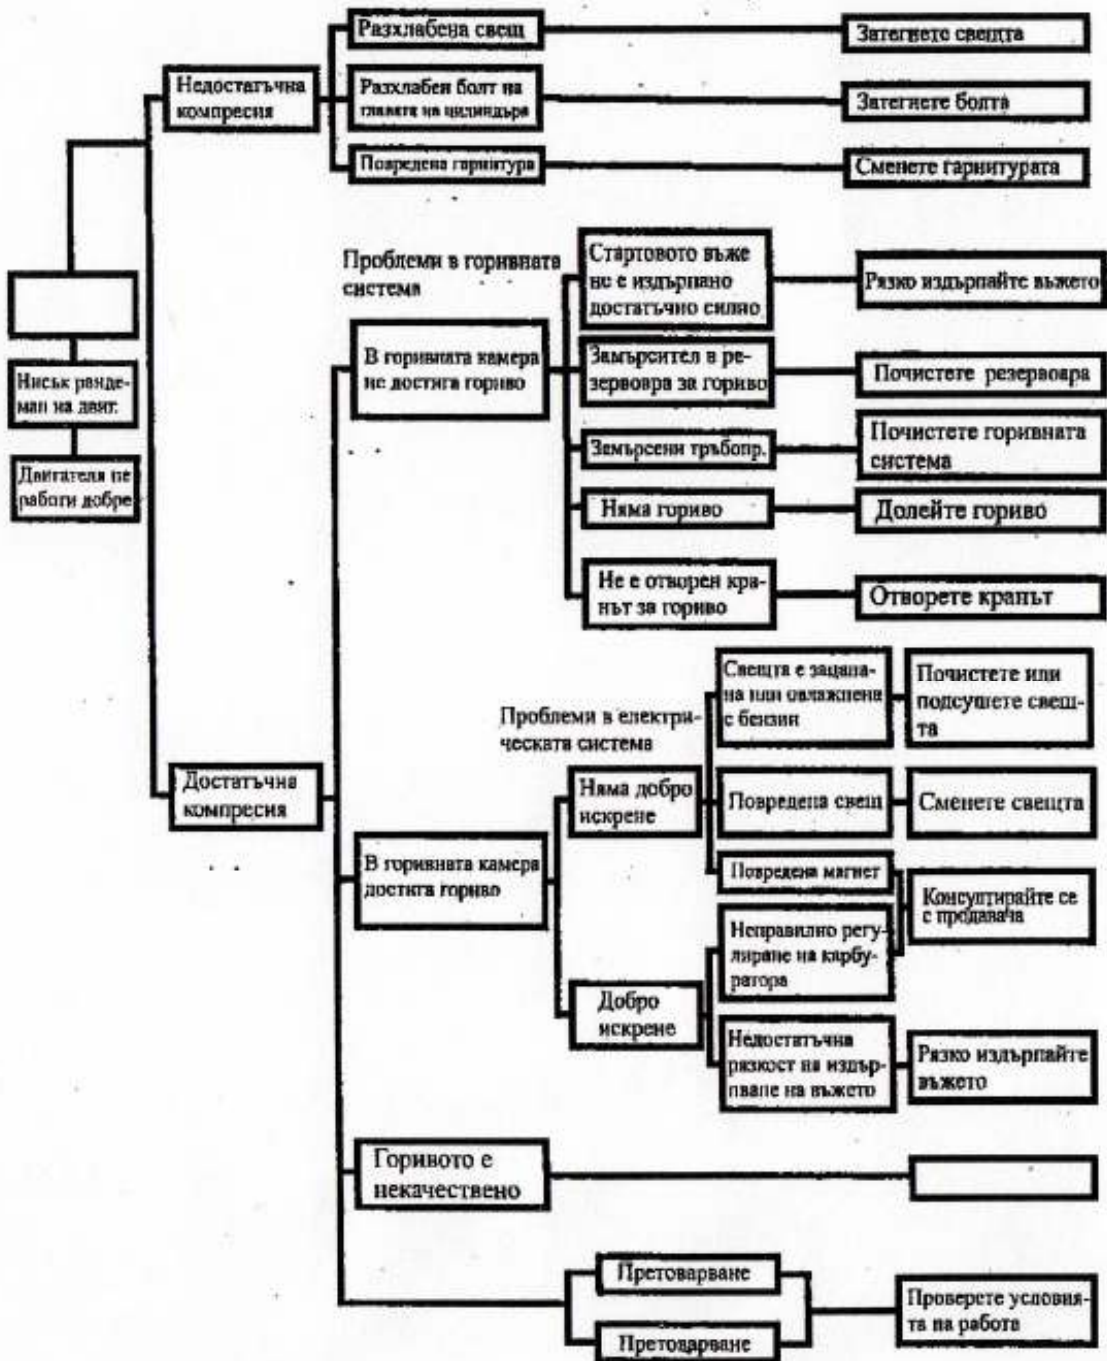 Разхлабена свещ
Затегнете свещта
Недостатъчна
компресия
Разхлабен болт на
главата на цилиндъра
Затегнете болта
Повредена гарнитура
Сменете гарнитурата
Проблеми в горивната
система
Стартовото въже
не е издърпано
достатъчно силно
Рязко издърпайте въжето
В горивната камера
не достига гориво
Замърсител в ре-
зервоара за гориво
Почистете резервоара
Нисък ранде-
ман на двиг.
Замърсени тръбопр.
Почистете горивната
система
Двигателя не
работи добре
Няма гориво
Долейте гориво
Не е отворен кра-
нът за гориво
Отворете кранът
Свещта е зацапа-
на или овлажнена
с бензин
Почистете или
подсушете свещ-
та
Проблеми в електри-
ческата система
Достатъчна
компресия
Няма добро
искрене
Повредена свещ
Сменете свещта
В горивната камера
достига гориво
Повредена магнет
Консултирайте се
с продавача
Неправилно регу-
лиране на карбу-
ратора
Добро
искрене
Недостатъчна
рязкост на издър-
пване на въжето
Рязко издърпайте
въжето
Горивото е
некачествено
Претоварване
Проверете условия-
та на работа
Претоварване